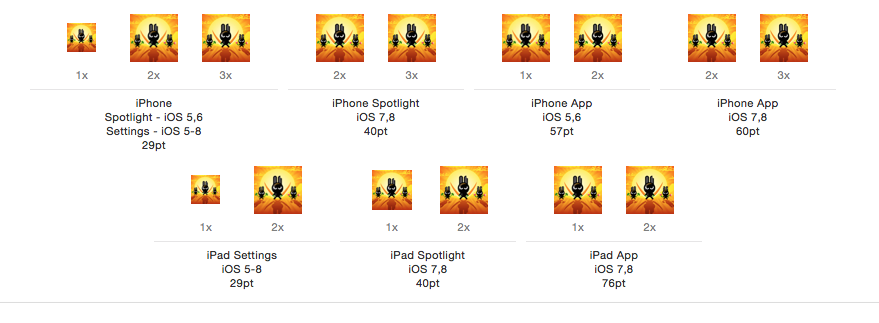 1x 2x 3x 2x 3x 1x 2x 2x 3x
iPhone
Spotlight - iOS 5,6
Settings - iOS 5-8
29pt
iPhone Spotlight
iOS 7,8
40pt
iPhone App
iOS 5,6
57pt
iPhone App
iOS 7,8
60pt
1x 2x 1x 2x 1x 2x
iPad Settings
iOS 5-8
29pt
iPad Spotlight
iOS 7,8
40pt
iPad App
iOS 7,8
76pt